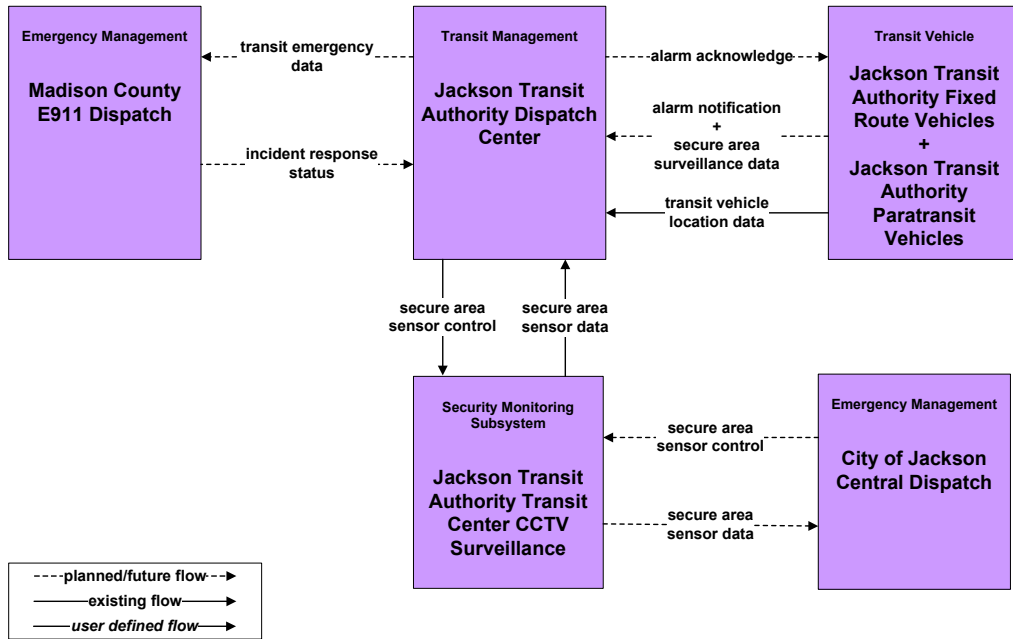 Emergency Management
Madison County
E911 Dispatch
transit emergency
data
incident response
status
Transit Management
Jackson Transit
Authority Dispatch
Center
alarm acknowledge
alarm notification
+
secure area
surveillance data
transit vehicle
location data
Transit Vehicle
Jackson Transit
Authority Fixed
Route Vehicles
+
Jackson Transit
Authority
Paratransit
Vehicles
secure area
sensor control
secure area
sensor data
Security Monitoring
Subsystem
Jackson Transit
Authority Transit
Center CCTV
Surveillance
secure area
sensor control
secure area
sensor data
Emergency Management
City of Jackson
Central Dispatch
planned/future flow
existing flow
user defined flow